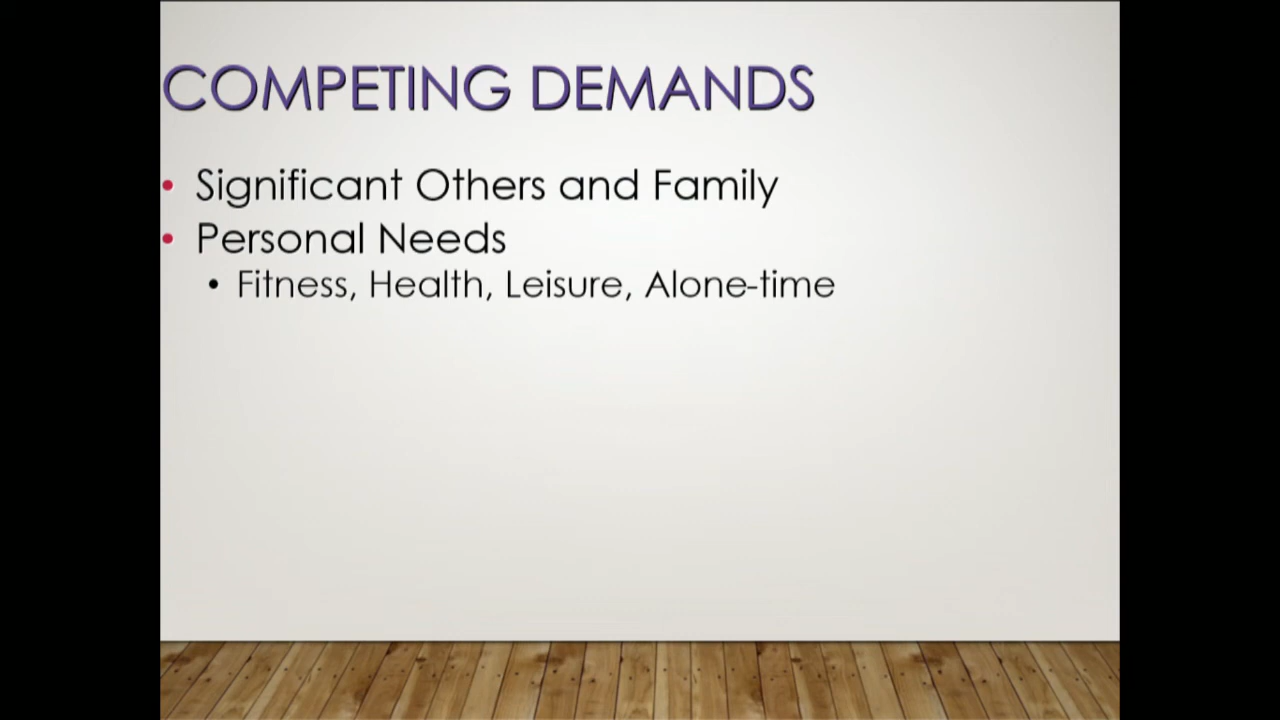 COMPETING DEMANDS
• Significant Others and Family
• Personal Needs
• Fitness, Health, Leisure, Alone-time